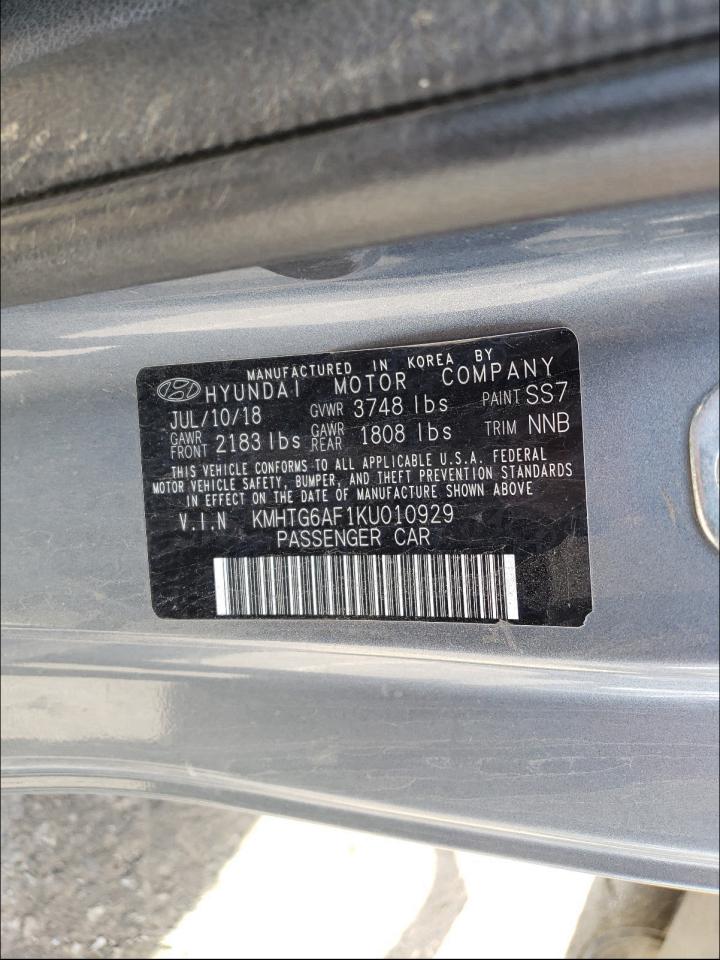 MANUFACTURED IN KOREA BY
HYUNDAI MOTOR COMPANY
JUL/10/18 GVWR 3748 lbs PAINT SS7
GAWR FRONT 2183 lbs GAWR REAR 1808 lbs TRIM NNB
THIS VEHICLE CONFORMS TO ALL APPLICABLE U.S.A. FEDERAL
MOTOR VEHICLE SAFETY, BUMPER, AND THEFT PREVENTION STANDARDS
IN EFFECT ON THE DATE OF MANUFACTURE SHOWN ABOVE
V.I.N KMHTG6AF1KU010929
PASSENGER CAR